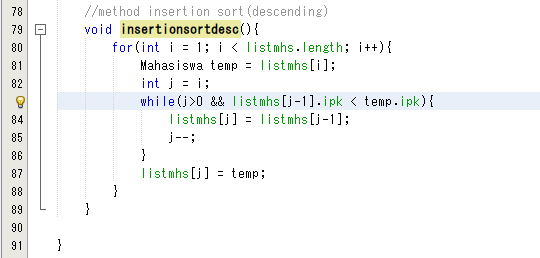 78 //method insertion sort(descending)
79 void insertionsortdesc(){
80 for(int i = 1; i < listmhs.length; i++){
81 Mahasiswa temp = listmhs[i];
82 int j = i;
while(j>0 && listmhs[j-1].ipk < temp.ipk){
84 listmhs[j] = listmhs[j-1];
85 j--;
86 }
87 listmhs[j] = temp;
88 }
89 }
90
91 }